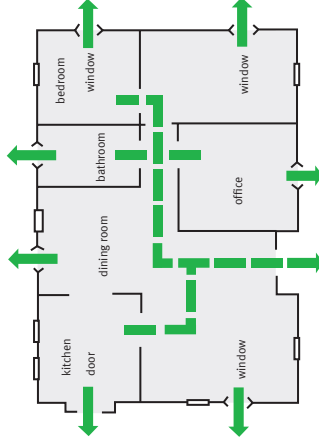 bedroom
window
window
bathroom
office
dining room
kitchen
door
window